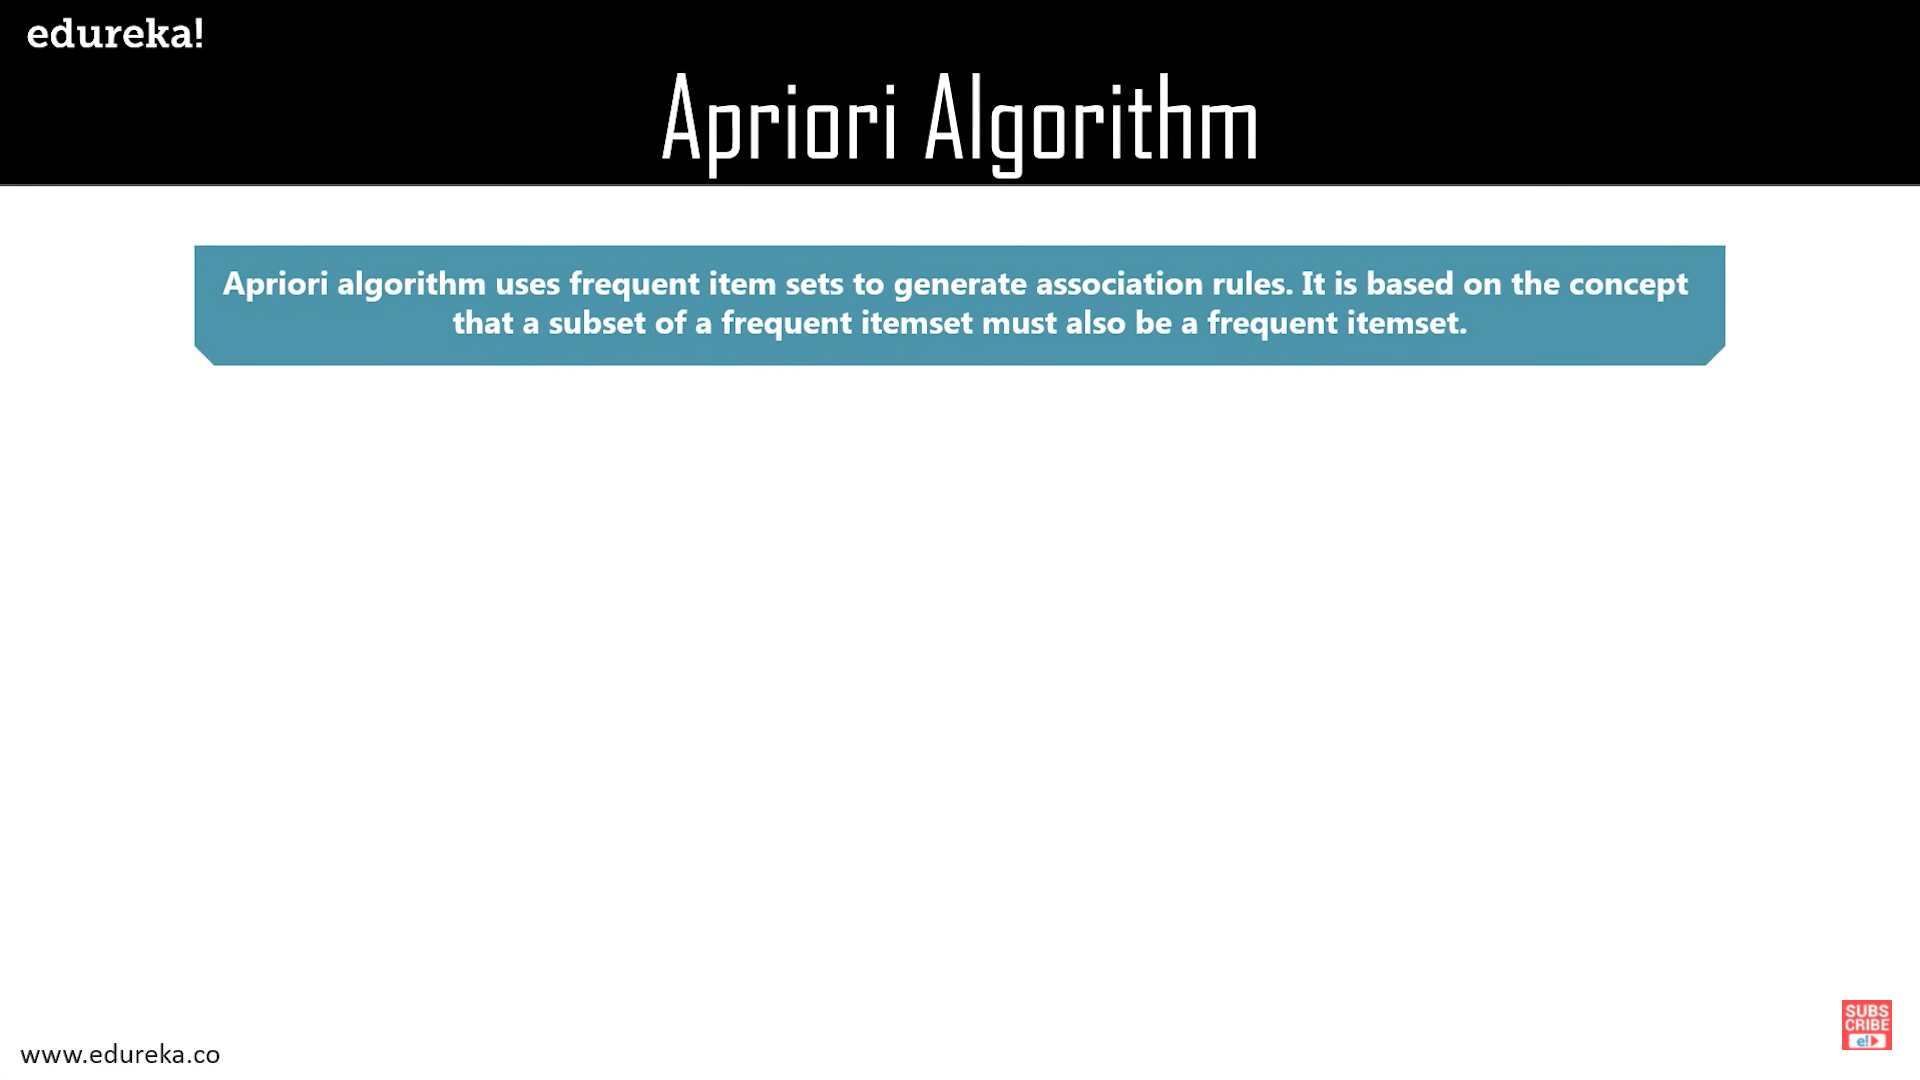 edureka!
Apriori Algorithm
Apriori algorithm uses frequent item sets to generate association rules. It is based on the concept
that a subset of a frequent itemset must also be a frequent itemset.
SUBS
CRIBE
e!
www.edureka.co